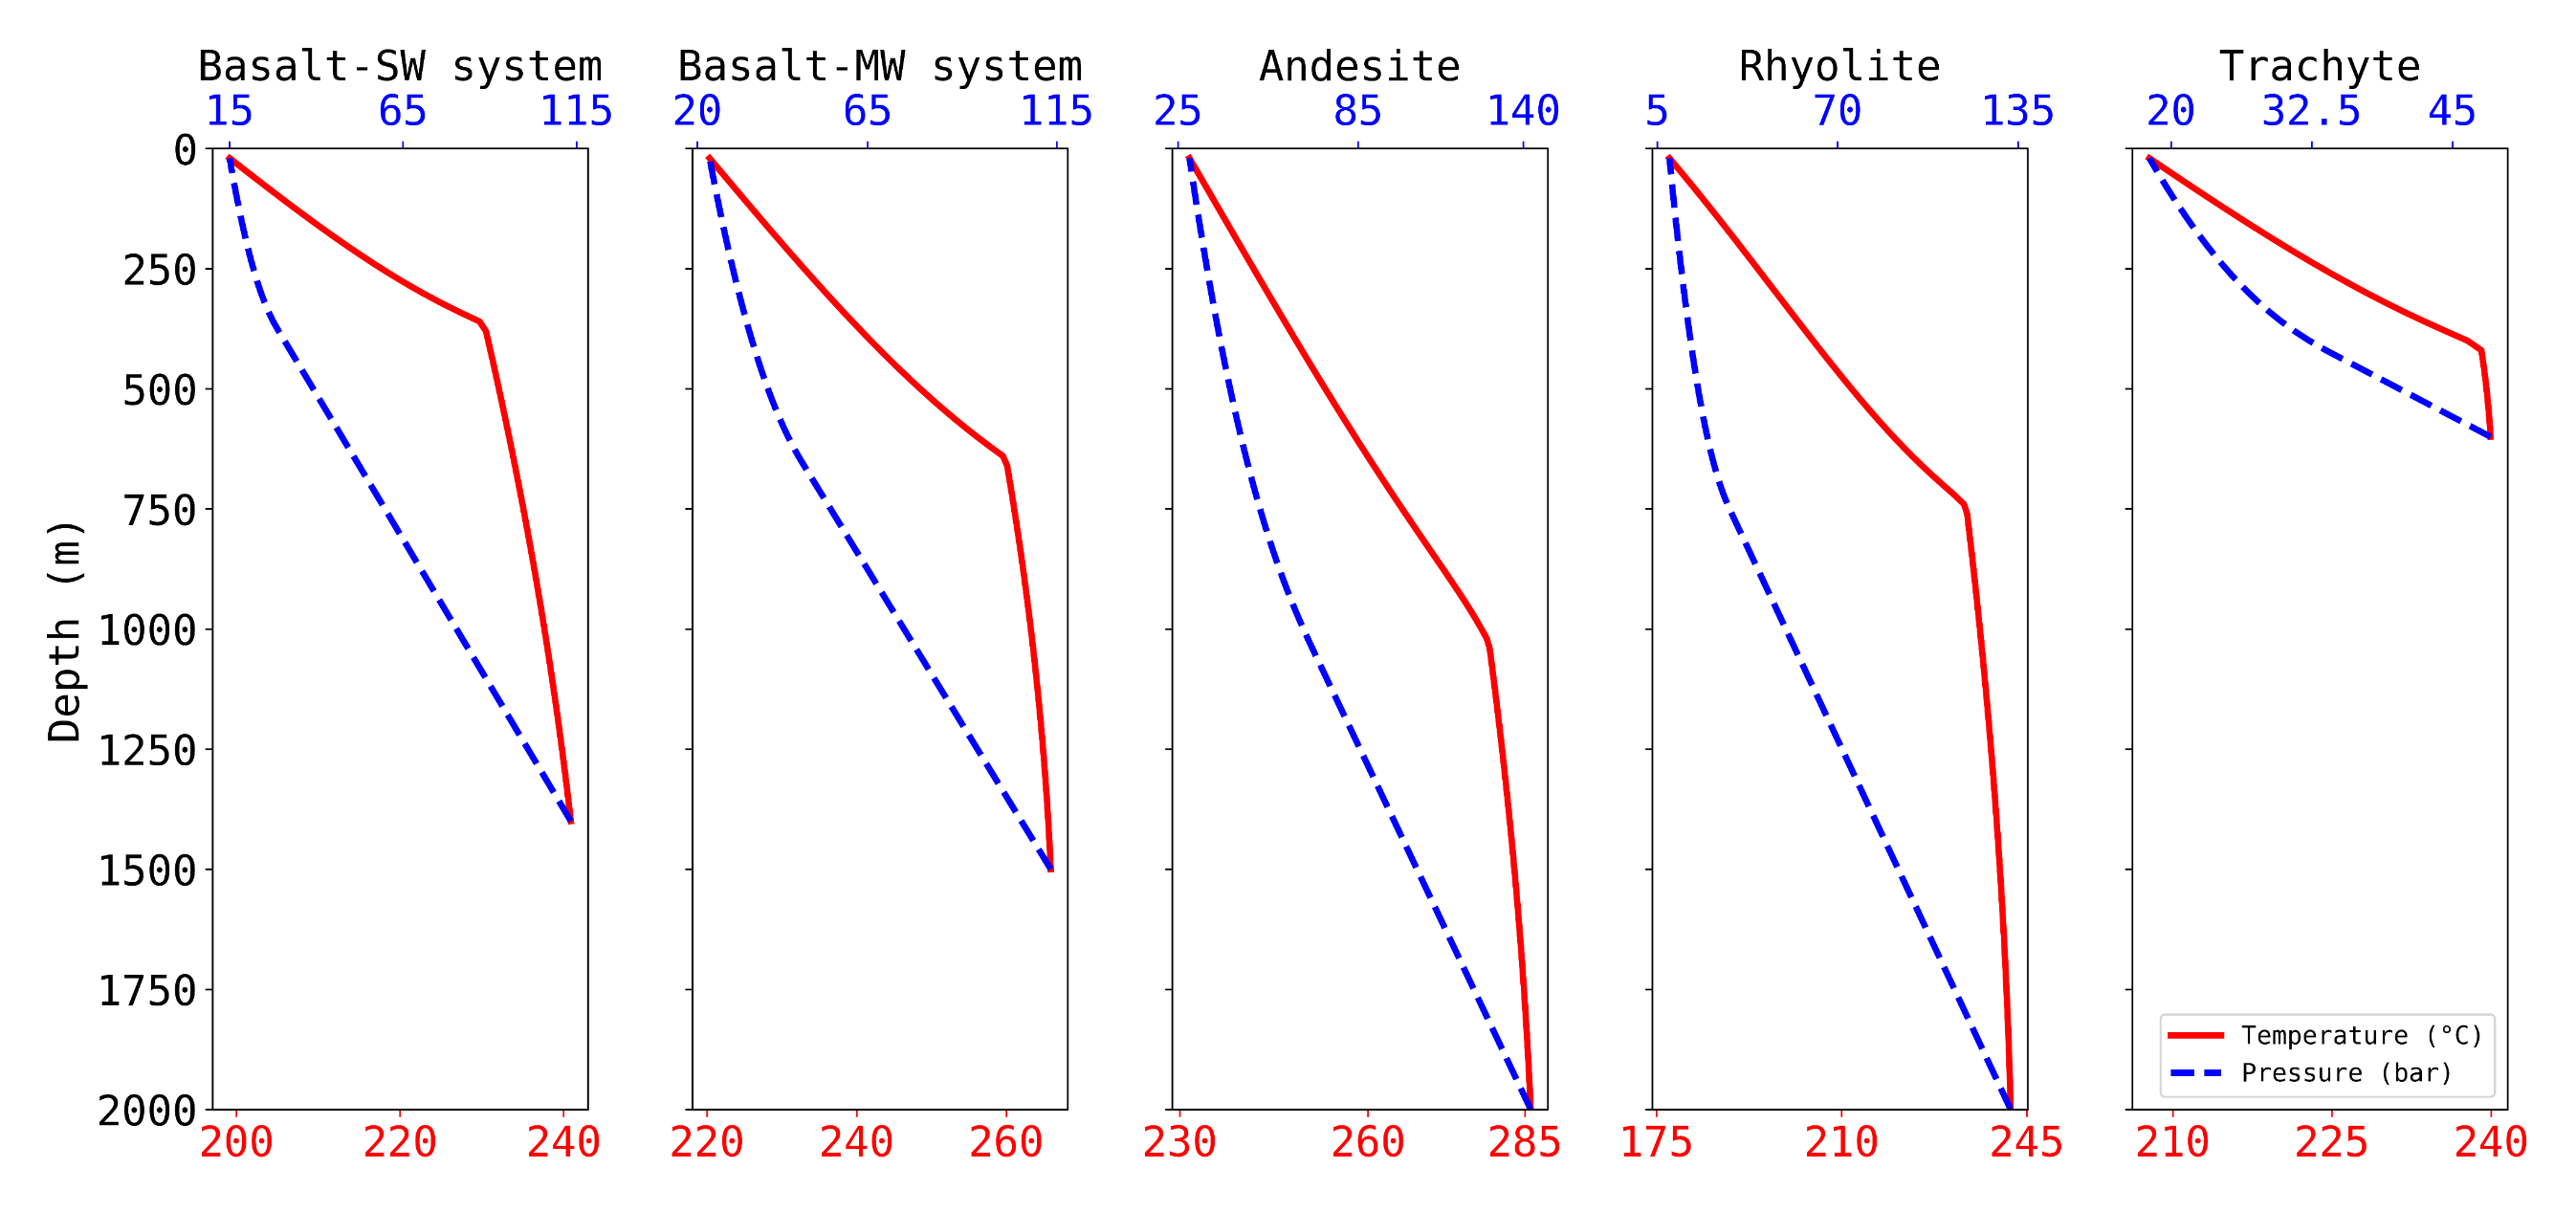 Basalt-SW system Basalt-MW system Andesite Rhyolite Trachyte
15 65 115 20 65 115 25 85 140 5 70 135 20 32.5 45
0
250
500
750
1000
1250
1500
1750
2000
Depth (m)
Temperature (°C)
Pressure (bar)
200 220 240 220 240 260 230 260 285 175 210 245 210 225 240